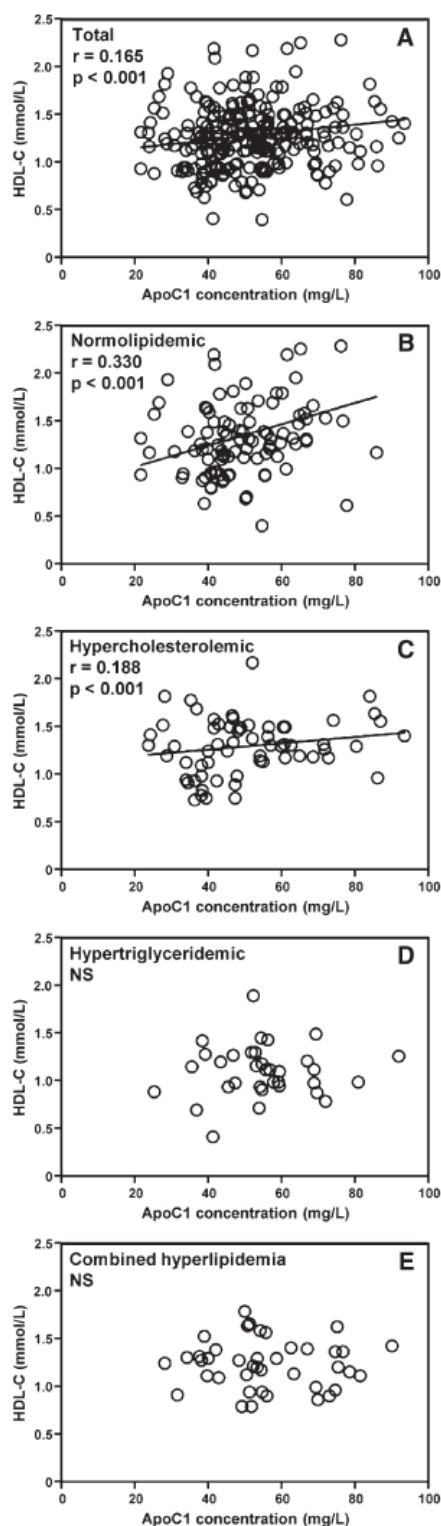 Total
A
r = 0.165
p < 0.001
HDL-C (mmol/L)
2.5
2.0
1.5
1.0
0.5
0
0 20 40 60 80 100
ApoC1 concentration (mg/L)
Normolipidemic
B
r = 0.330
p < 0.001
HDL-C (mmol/L)
2.5
2.0
1.5
1.0
0.5
0
0 20 40 60 80 100
ApoC1 concentration (mg/L)
Hypercholesterolemic
C
r = 0.188
p < 0.001
HDL-C (mmol/L)
2.5
2.0
1.5
1.0
0.5
0.0
0 20 40 60 80 100
ApoC1 concentration (mg/L)
Hypertriglyceridemic
D
NS
HDL-C (mmol/L)
2.5
2.0
1.5
1.0
0.5
0
0 20 40 60 80 100
ApoC1 concentration (mg/L)
Combined hyperlipidemia
E
NS
HDL-C (mmol/L)
2.5
2.0
1.5
1.0
0.5
0
0 20 40 60 80 100
ApoC1 concentration (mg/L)